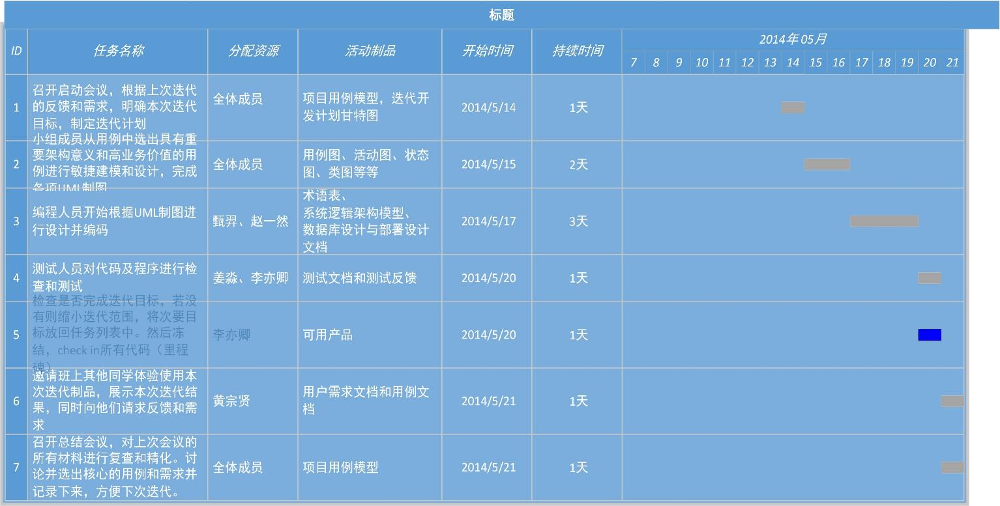 标题
ID 任务名称 分配资源 活动制品 开始时间 持续时间 2014年 05月
7 8 9 10 11 12 13 14 15 16 17 18 19 20 21
1
召开启动会议，根据上次迭代
的反馈和需求，明确本次迭代
目标，制定迭代计划
全体成员
项目用例模型，迭代开
发计划甘特图
2014/5/14
1天
2
小组成员从用例中选出具有重
要架构意义和高业务价值的用
例进行敏捷建模和设计，完成
各项UML制图
全体成员
用例图、活动图、状态
图、类图等等
2014/5/15
2天
3
编程人员开始根据UML制图进
行设计并编码
甄羿、赵一然
术语表、
系统逻辑架构模型、
数据库设计与部署设计
文档
2014/5/17
3天
4
测试人员对代码及程序进行检
查和测试
姜淼、李亦卿
测试文档和测试反馈
2014/5/20
1天
5
检查是否完成迭代目标，若没
有则缩小迭代范围，将次要目
标放回任务列表中。然后冻
结，check in所有代码（里程
碑）
李亦卿
可用产品
2014/5/20
1天
6
邀请班上其他同学体验使用本
次迭代制品，展示本次迭代结
果，同时向他们请求反馈和需
求
黄宗贤
用户需求文档和用例文
档
2014/5/21
1天
7
召开总结会议，对上次会议的
所有材料进行复查和精化。讨
论并选出核心的用例和需求并
记录下来，方便下次迭代。
全体成员
项目用例模型
2014/5/21
1天